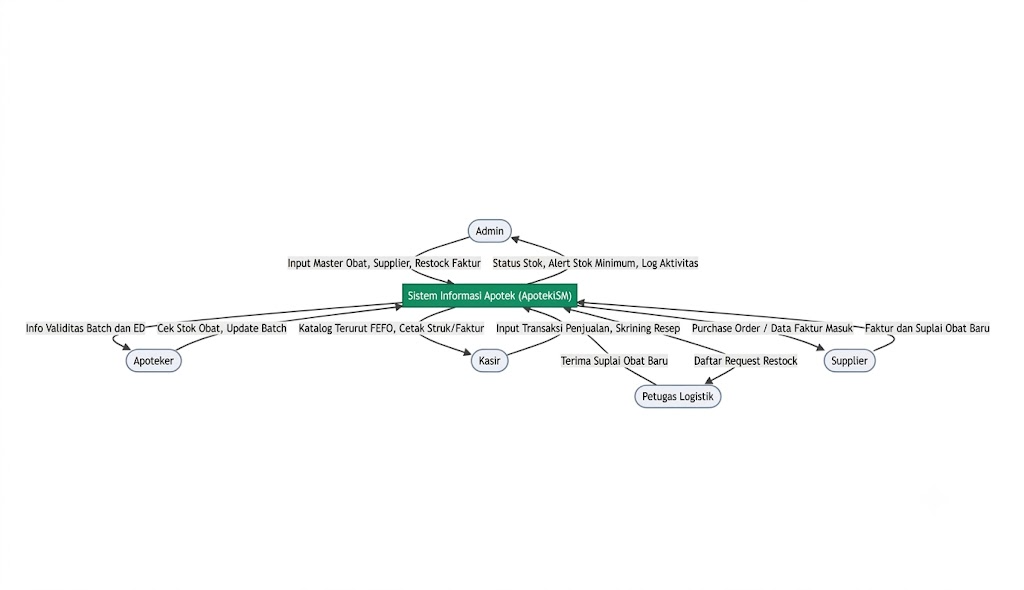 Admin
Input Master Obat, Supplier, Restock Faktur
Status Stok, Alert Stok Minimum, Log Aktivitas
Sistem Informasi Apotek (ApotekiSM)
Info Validitas Batch dan ED
Cek Stok Obat, Update Batch
Katalog Terurut FEFO, Cetak Struk/Faktur
Input Transaksi Penjualan, Skrining Resep
Purchase Order / Data Faktur Masuk
Faktur dan Suplai Obat Baru
Apoteker
Kasir
Terima Suplai Obat Baru
Daftar Request Restock
Supplier
Petugas Logistik